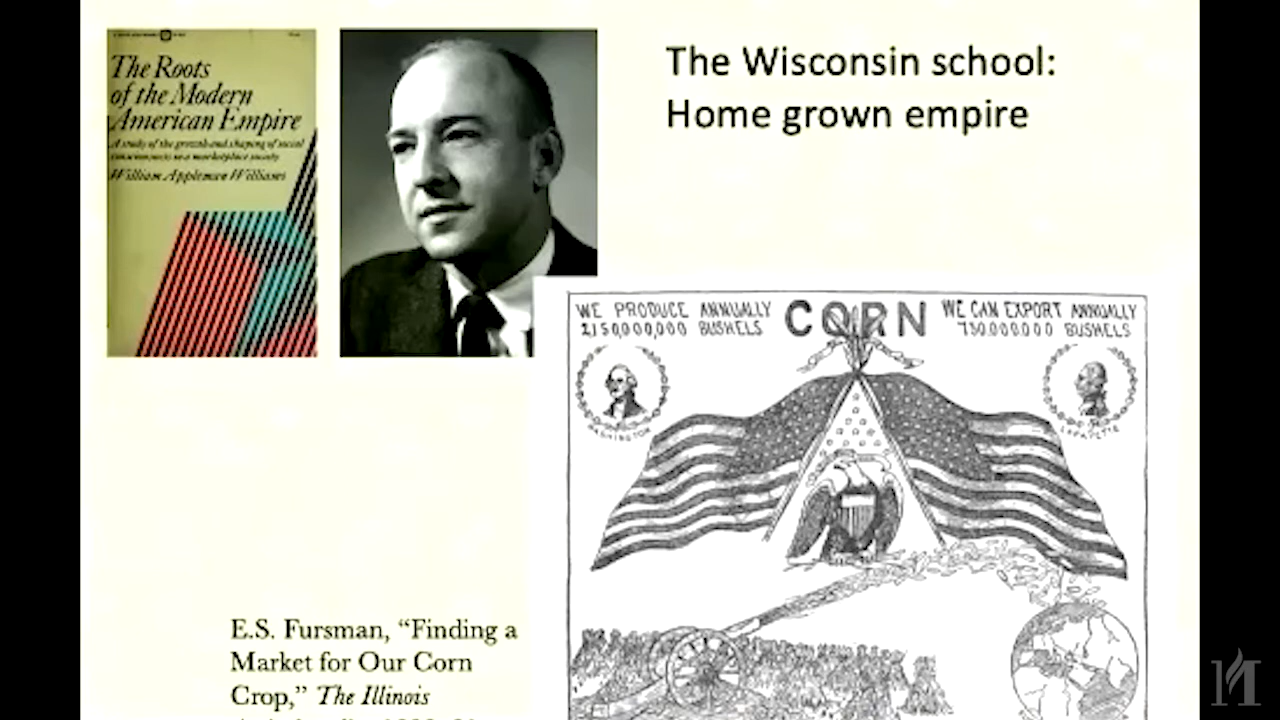 The Roots
of the Modern
American Empire
A study of the growth and shaping of social
consciousness in a marketplace society
William Appleman Williams
The Wisconsin school:
Home grown empire
WE PRODUCE ANNUALLY
2,150,000,000 BUSHELS
CORN
WE CAN EXPORT ANNUALLY
750,000,000 BUSHELS
WASHINGTON
LAFAYETTE
E.S. Fursman, “Finding a
Market for Our Corn
Crop,” The Illinois